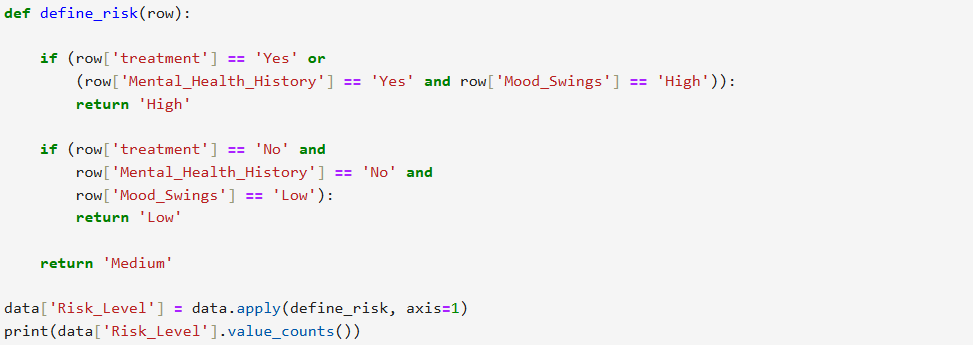 def define_risk(row):
    if (row['treatment'] == 'Yes' or
        (row['Mental_Health_History'] == 'Yes' and row['Mood_Swings'] == 'High')):
        return 'High'
    if (row['treatment'] == 'No' and
        row['Mental_Health_History'] == 'No' and
        row['Mood_Swings'] == 'Low'):
        return 'Low'
    return 'Medium'
data['Risk_Level'] = data.apply(define_risk, axis=1)
print(data['Risk_Level'].value_counts())